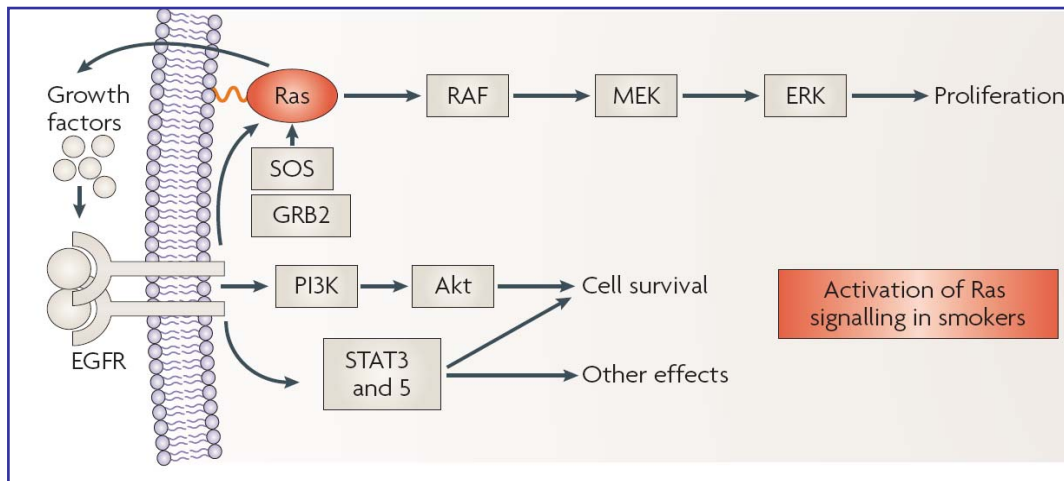 Growth
factors
Ras
RAF
MEK
ERK
Proliferation
SOS
GRB2
PI3K
Akt
Cell survival
Activation of Ras
signalling in smokers
EGFR
STAT3
and 5
Other effects